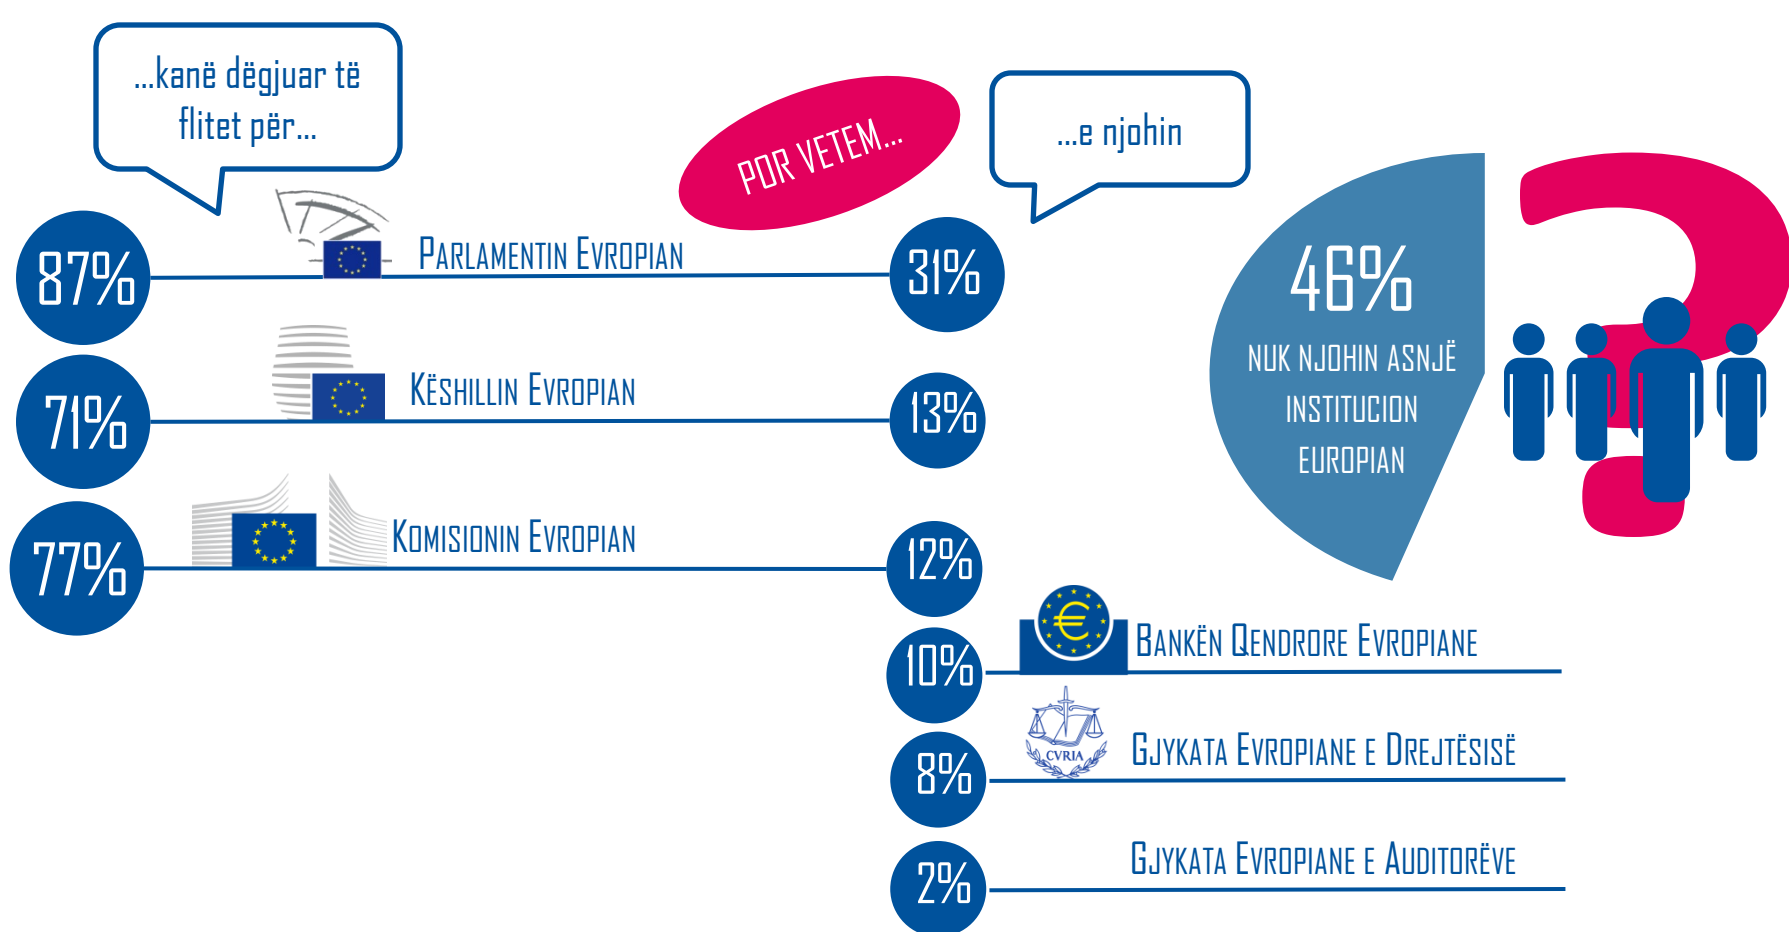 ...kanë dëgjuar të
flitet për...
POR VETEM...
...e njohin
87%
PARLAMENTIN EVROPIAN
31%
71%
KËSHILLIN EVROPIAN
13%
77%
KOMISIONIN EVROPIAN
12%
46%
NUK NJOHIN ASNJË
INSTITUCION
EUROPIAN
10%
BANKËN QENDRORE EVROPIANE
CVRIA
8%
GJYKATA EVROPIANE E DREJTËSISË
2%
GJYKATA EVROPIANE E AUDITORËVE